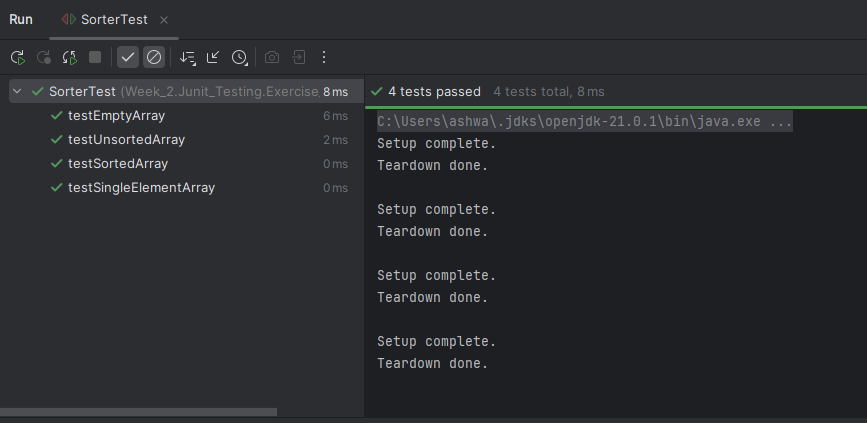 Run SorterTest
SorterTest (Week_2.Junit_Testing.Exercise_ 8 ms
testEmptyArray 6 ms
testUnsortedArray 2 ms
testSortedArray 0 ms
testSingleElementArray 0 ms
4 tests passed 4 tests total, 8 ms
C:\Users\ashwa\.jdks\openjdk-21.0.1\bin\java.exe ...
Setup complete.
Teardown done.
Setup complete.
Teardown done.
Setup complete.
Teardown done.
Setup complete.
Teardown done.